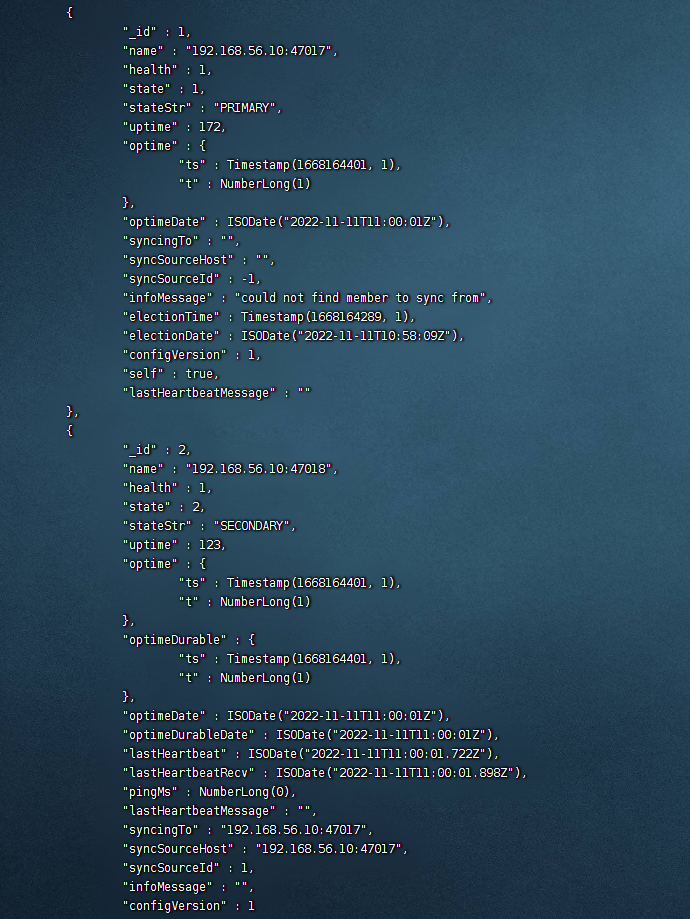 {
"_id" : 1,
"name" : "192.168.56.10:47017",
"health" : 1,
"state" : 1,
"stateStr" : "PRIMARY",
"uptime" : 172,
"optime" : {
"ts" : Timestamp(1668164401, 1),
"t" : NumberLong(1)
},
"optimeDate" : ISODate("2022-11-11T11:00:01Z"),
"syncingTo" : "",
"syncSourceHost" : "",
"syncSourceId" : -1,
"infoMessage" : "could not find member to sync from",
"electionTime" : Timestamp(1668164289, 1),
"electionDate" : ISODate("2022-11-11T10:58:09Z"),
"configVersion" : 1,
"self" : true,
"lastHeartbeatMessage" : ""
},
{
"_id" : 2,
"name" : "192.168.56.10:47018",
"health" : 1,
"state" : 2,
"stateStr" : "SECONDARY",
"uptime" : 123,
"optime" : {
"ts" : Timestamp(1668164401, 1),
"t" : NumberLong(1)
},
"optimeDurable" : {
"ts" : Timestamp(1668164401, 1),
"t" : NumberLong(1)
},
"optimeDate" : ISODate("2022-11-11T11:00:01Z"),
"optimeDurableDate" : ISODate("2022-11-11T11:00:01Z"),
"lastHeartbeat" : ISODate("2022-11-11T11:00:01.722Z"),
"lastHeartbeatRecv" : ISODate("2022-11-11T11:00:01.898Z"),
"pingMs" : NumberLong(0),
"lastHeartbeatMessage" : "",
"syncingTo" : "192.168.56.10:47017",
"syncSourceHost" : "192.168.56.10:47017",
"syncSourceId" : 1,
"infoMessage" : "",
"configVersion" : 1